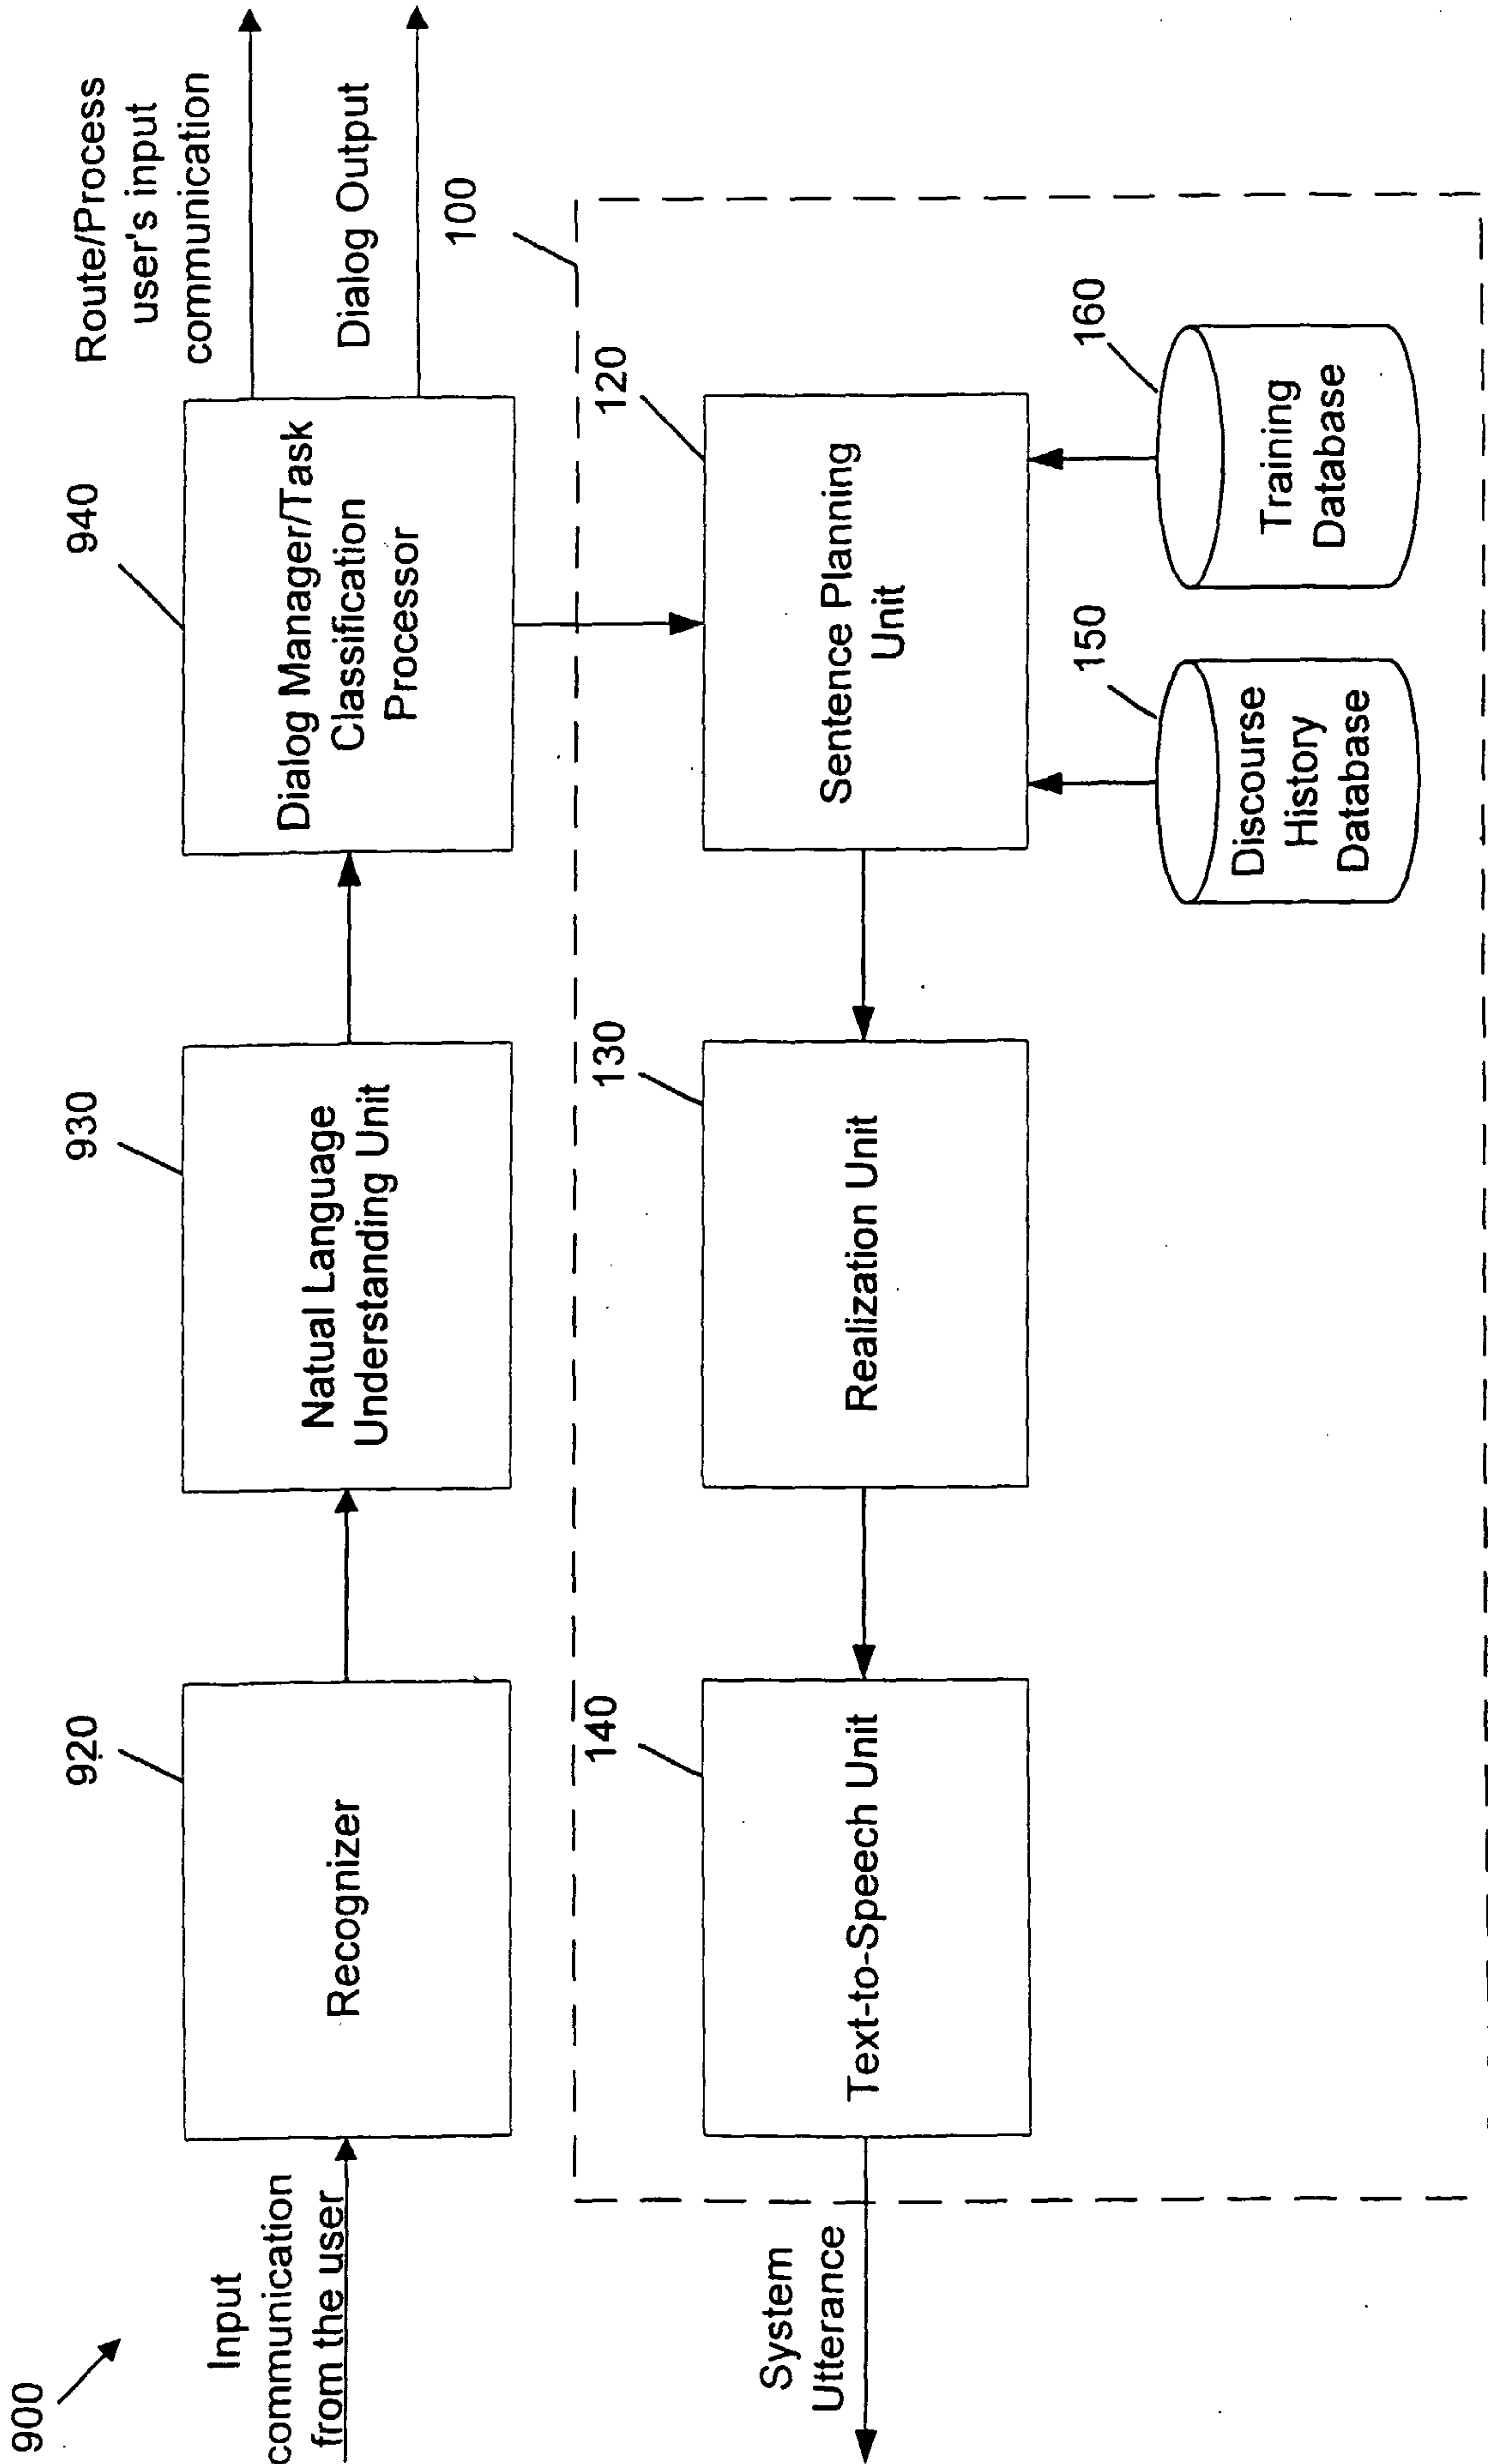 900
Input
communication
from the user
920
Recognizer
930
Natual Language
Understanding Unit
940
Dialog Manager/Task
Classification
Processor
Route/Process
user's input
communication
Dialog Output
100
System
Utterance
140
Text-to-Speech Unit
130
Realization Unit
120
Sentence Planning
Unit
150
Discourse
History
Database
160
Training
Database